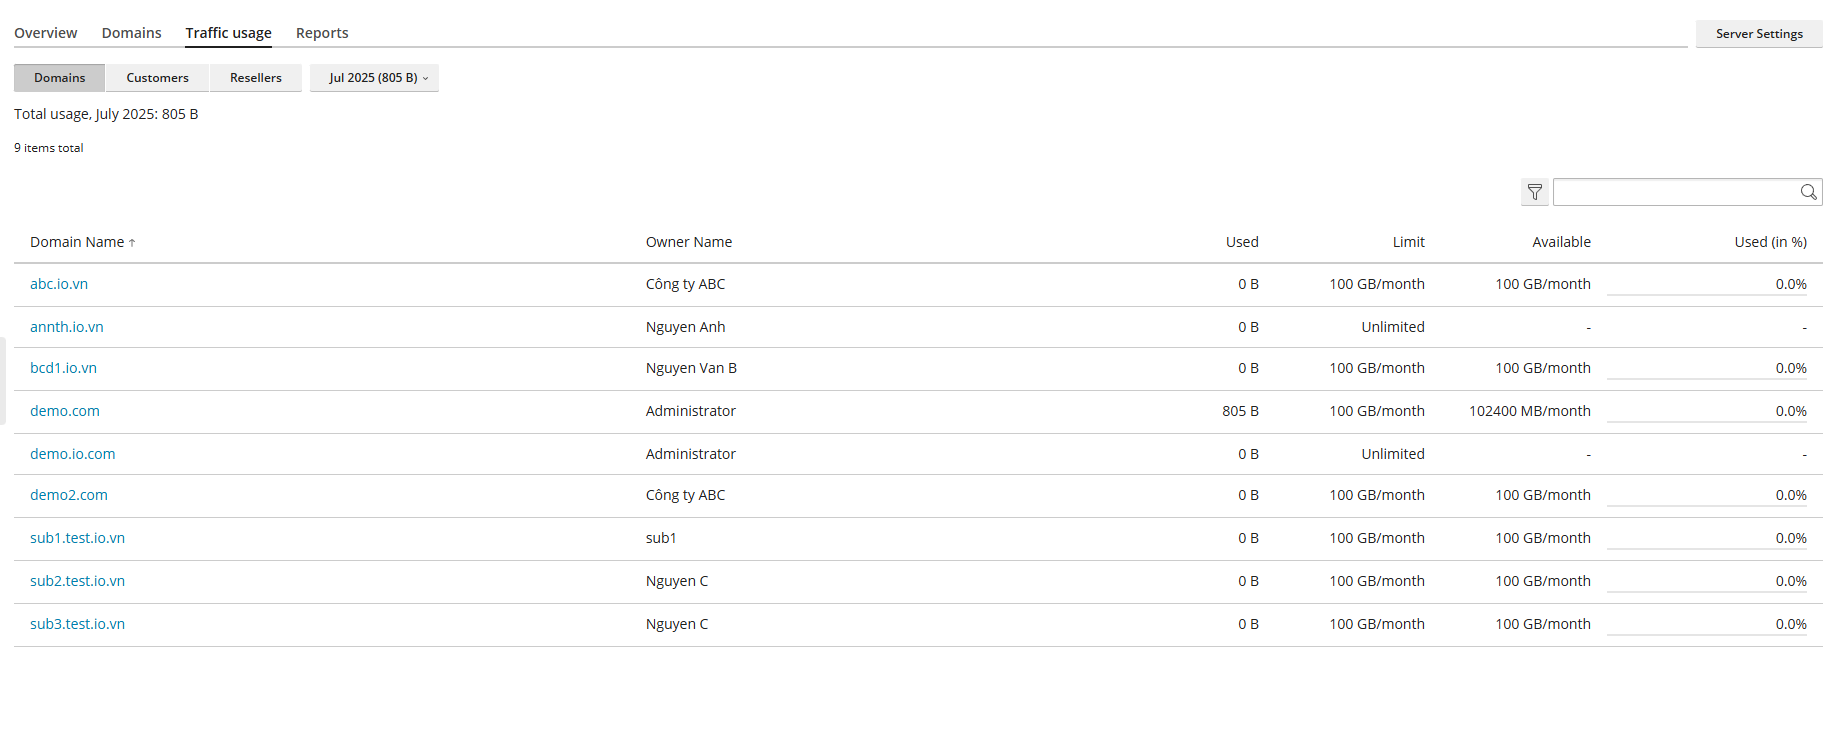 Overview Domains Traffic usage Reports Server Settings
Domains Customers Resellers Jul 2025 (805 B)
Total usage, July 2025: 805 B
9 items total
Domain Name ↑ Owner Name Used Limit Available Used (in %)
abc.io.vn Công ty ABC 0 B 100 GB/month 100 GB/month 0.0%
annth.io.vn Nguyen Anh 0 B Unlimited - -
bcd1.io.vn Nguyen Van B 0 B 100 GB/month 100 GB/month 0.0%
demo.com Administrator 805 B 100 GB/month 102400 MB/month 0.0%
demo.io.com Administrator 0 B Unlimited - -
demo2.com Công ty ABC 0 B 100 GB/month 100 GB/month 0.0%
sub1.test.io.vn sub1 0 B 100 GB/month 100 GB/month 0.0%
sub2.test.io.vn Nguyen C 0 B 100 GB/month 100 GB/month 0.0%
sub3.test.io.vn Nguyen C 0 B 100 GB/month 100 GB/month 0.0%